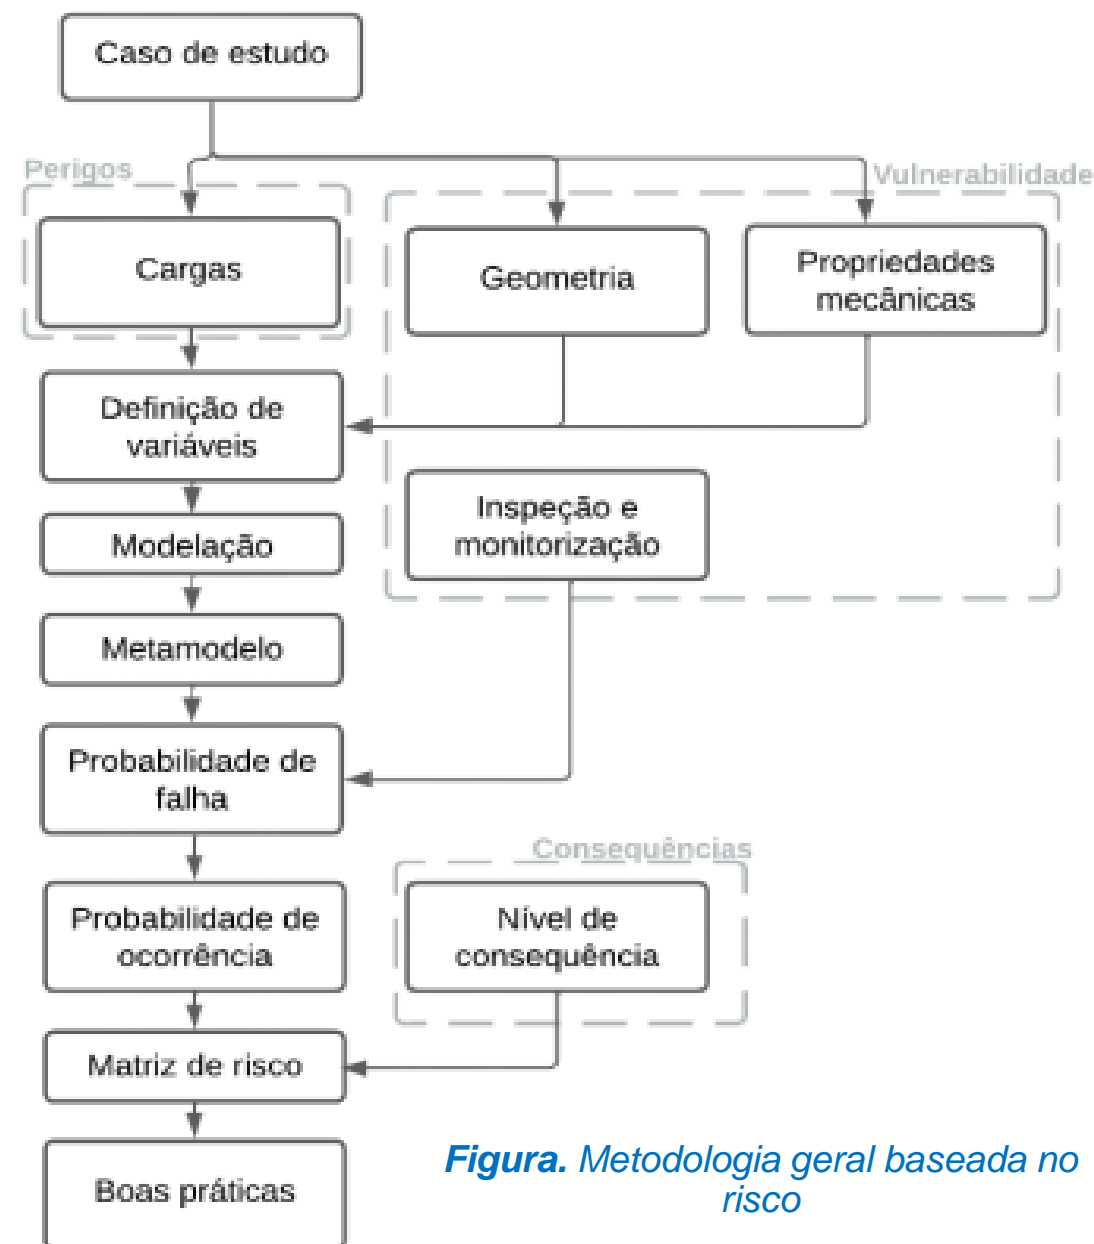 Caso de estudo
Perigos
Vulnerabilidade
Cargas
Geometria
Propriedades
mecânicas
Definição de
variáveis
Inspeção e
monitorização
Modelação
Metamodelo
Probabilidade de
falha
Consequências
Probabilidade de
ocorrência
Nível de
consequência
Matriz de risco
Boas práticas
Figura. Metodologia geral baseada no
risco